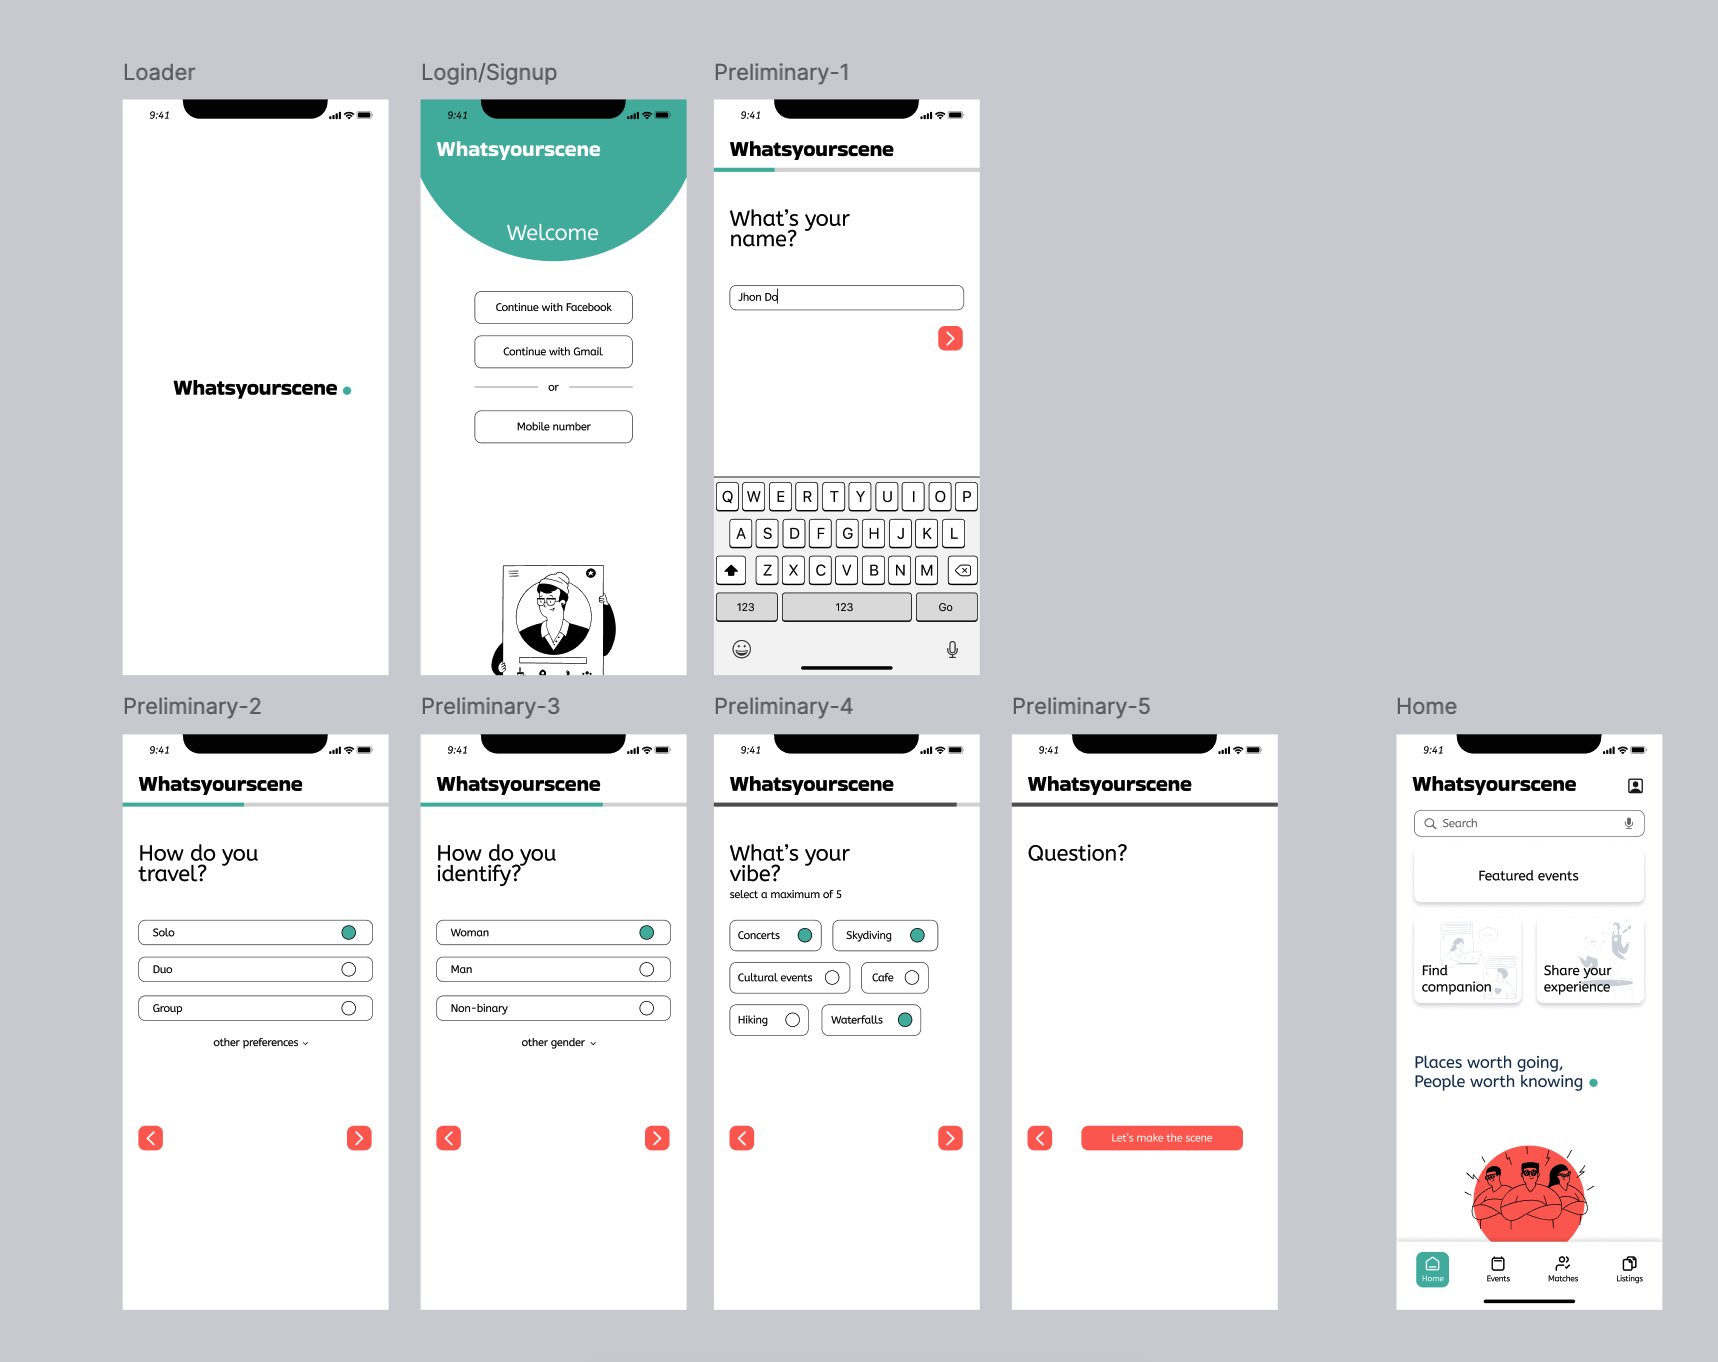 Loader
9:41
Whatsyourscene
Login/Signup
9:41
Whatsyourscene
Welcome
Continue with Facebook
Continue with Gmail
or
Mobile number
Preliminary-1
9:41
Whatsyourscene
What's your
name?
Jhon Do
Q W E R T Y U I O P
A S D F G H J K L
Z X C V B N M
123 123 Go
Preliminary-2
9:41
Whatsyourscene
How do you
travel?
Solo
Duo
Group
other preferences
Preliminary-3
9:41
Whatsyourscene
How do you
identify?
Woman
Man
Non-binary
other gender
Preliminary-4
9:41
Whatsyourscene
What's your
vibe?
select a maximum of 5
Concerts Skydiving
Cultural events Cafe
Hiking Waterfalls
Preliminary-5
9:41
Whatsyourscene
Question?
Let's make the scene
Home
9:41
Whatsyourscene
Search
Featured events
Find
companion
Share your
experience
Places worth going,
People worth knowing
Home Events Matches Listings